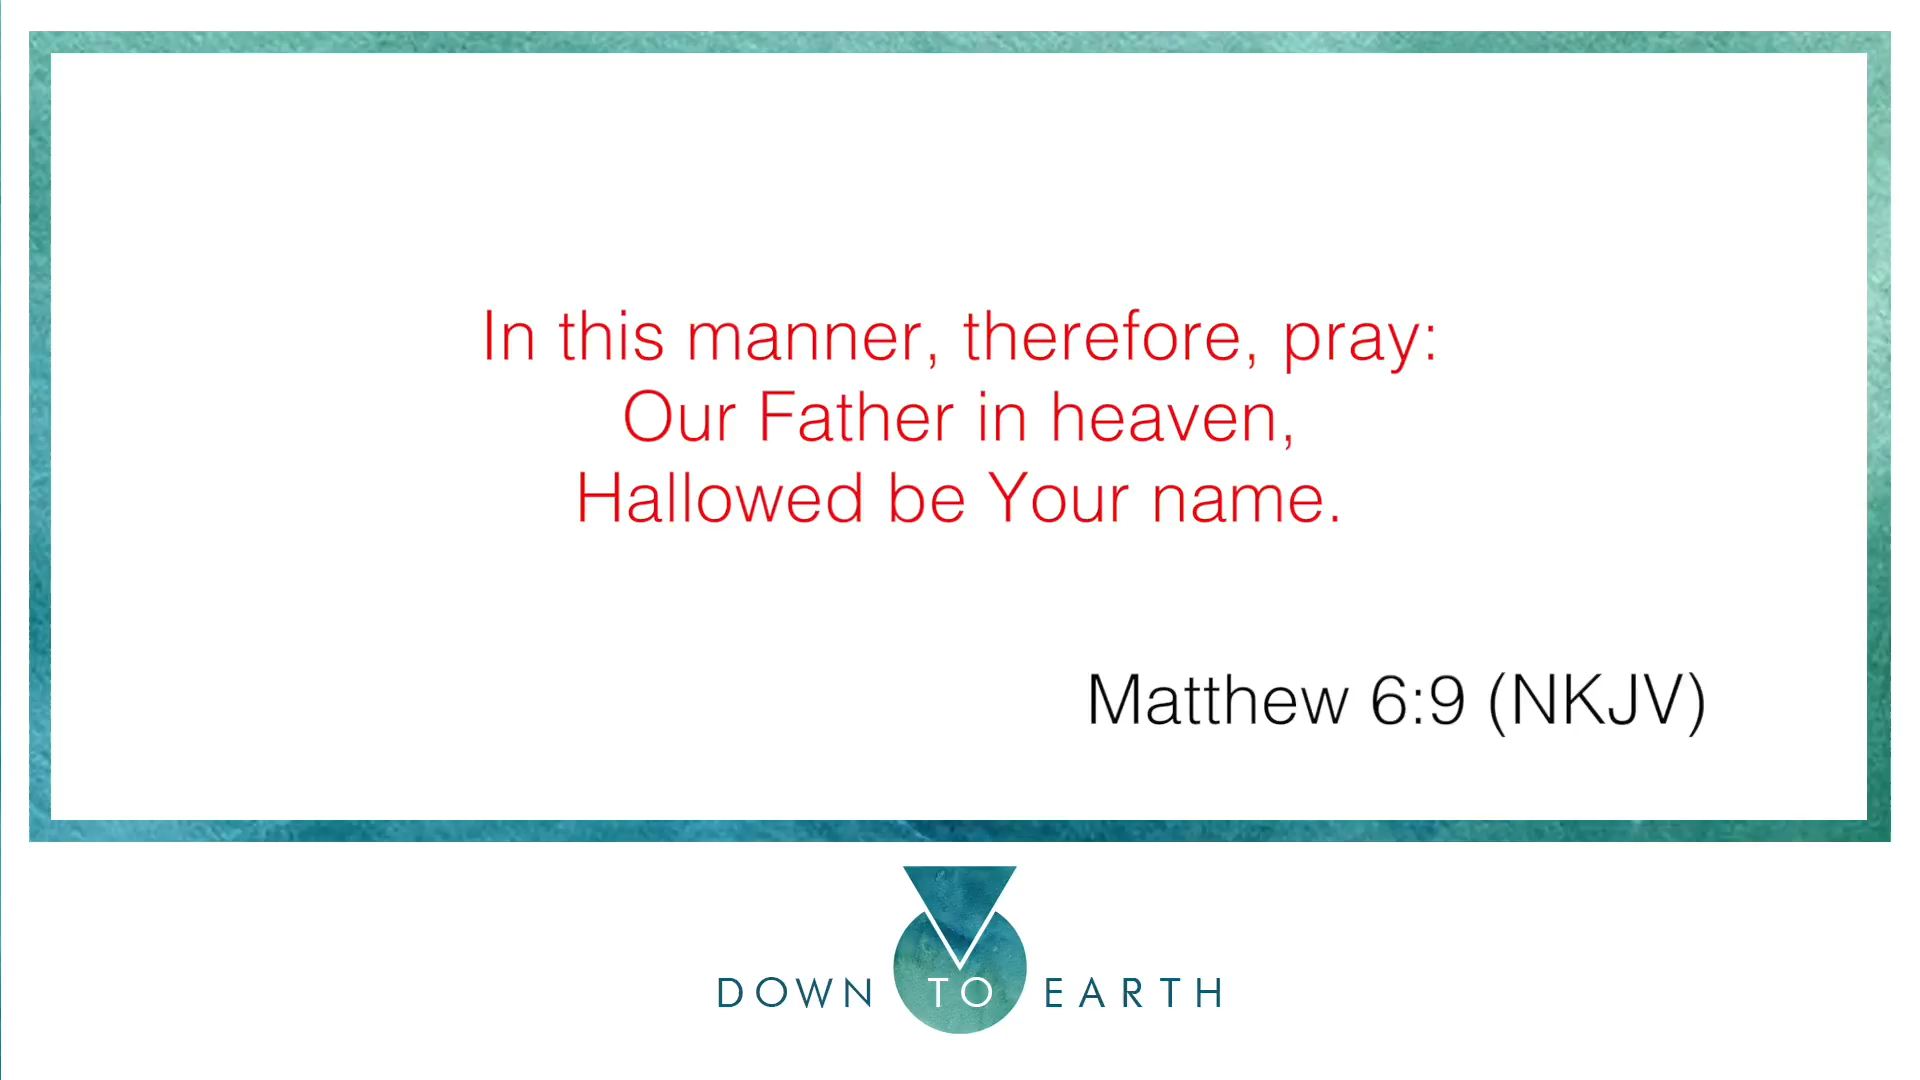 In this manner, therefore, pray:
Our Father in heaven,
Hallowed be Your name.
Matthew 6:9 (NKJV)
DOWN TO EARTH